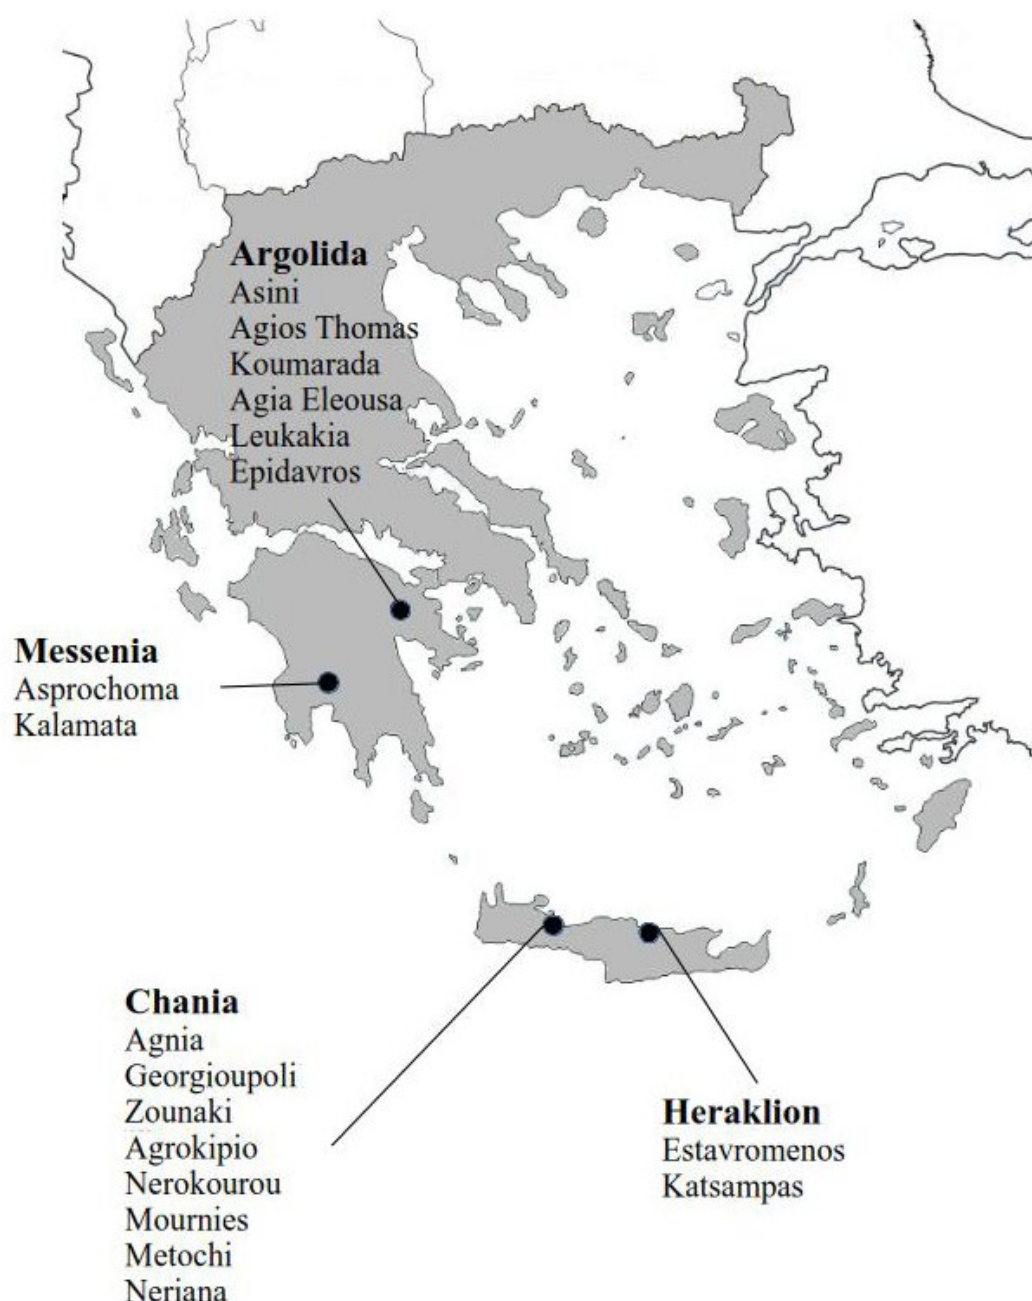 Argolida
Asini
Agios Thomas
Koumarada
Agia Eleousa
Leukakia
Epidavros
Messenia
Asprochoma
Kalamata
Chania
Agnia
Georgioupoli
Zounaki
Agrokipio
Nerokourou
Mournies
Metochi
Neriana
Heraklion
Estavromenos
Katsampas